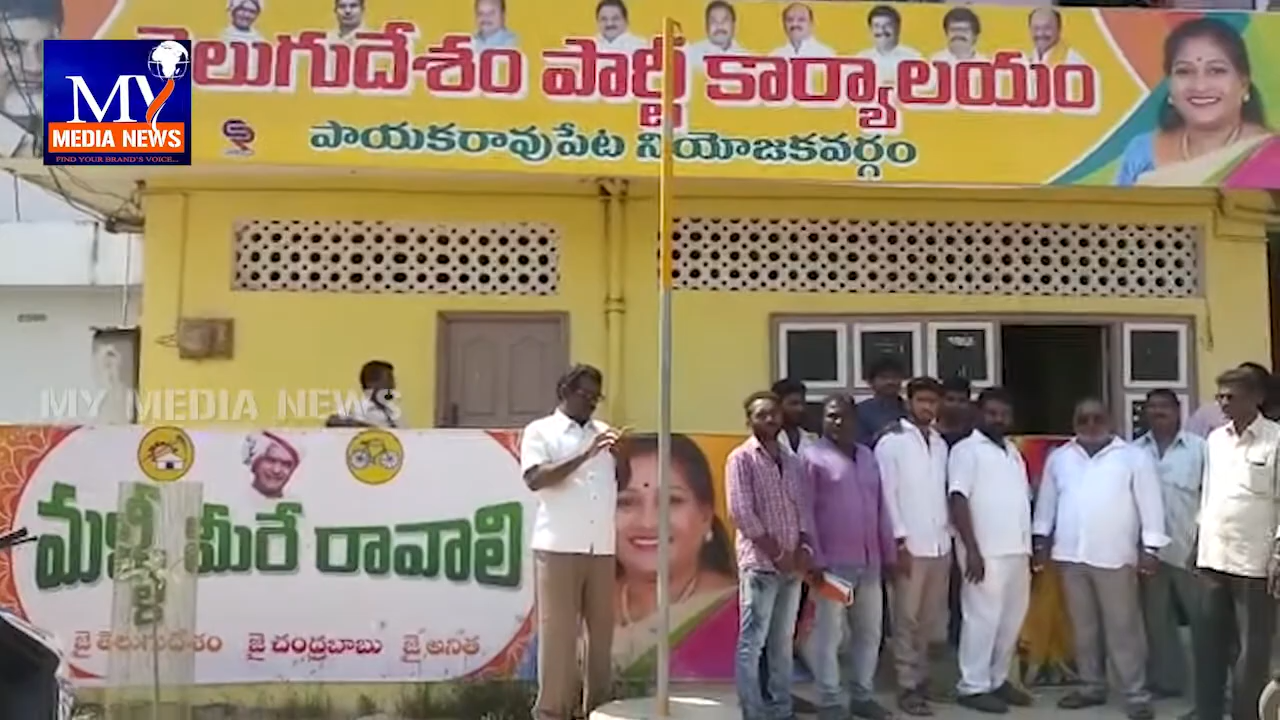 తెలుగుదేశం పార్టీ కార్యాలయం
పాయకరావుపేట నియోజకవర్గం
MY
MEDIA NEWS
FIND YOUR BRAND'S VOICE...
MY MEDIA NEWS
మళ్ళీ మీరే రావాలి
జై తెలుగుదేశం జై చంద్రబాబు జై అనిత